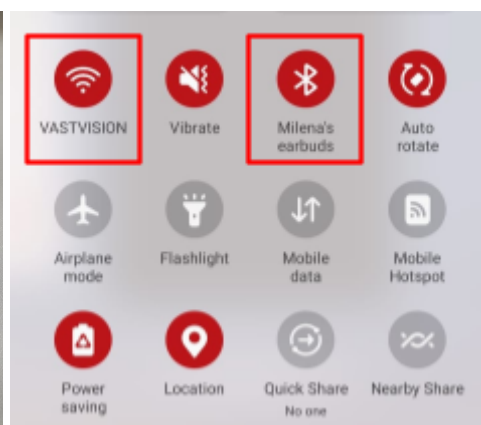 VASTVISION
Vibrate
Milena's
earbuds
Auto
rotate
Airplane
mode
Flashlight
Mobile
data
Mobile
Hotspot
Power
saving
Location
Quick Share
No one
Nearby Share